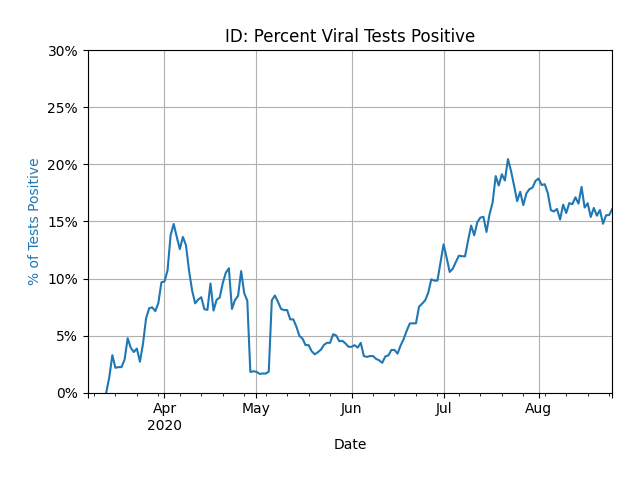 ID: Percent Viral Tests Positive
30%
25%
20%
15%
10%
5%
0%
% of Tests Positive
Apr May Jun Jul Aug
2020
Date